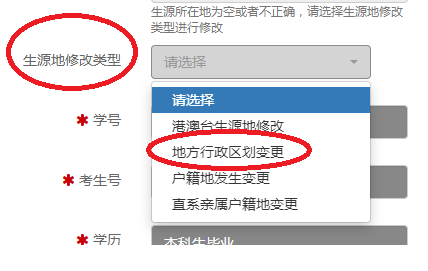 生源所在地为空或者不正确，请选择生源地修改
类型进行修改
生源地修改类型
请选择
请选择
港澳台生源地修改
学号
地方行政区划变更
考生号
户籍地发生变更
直系亲属户籍地变更
学历
本科生毕业